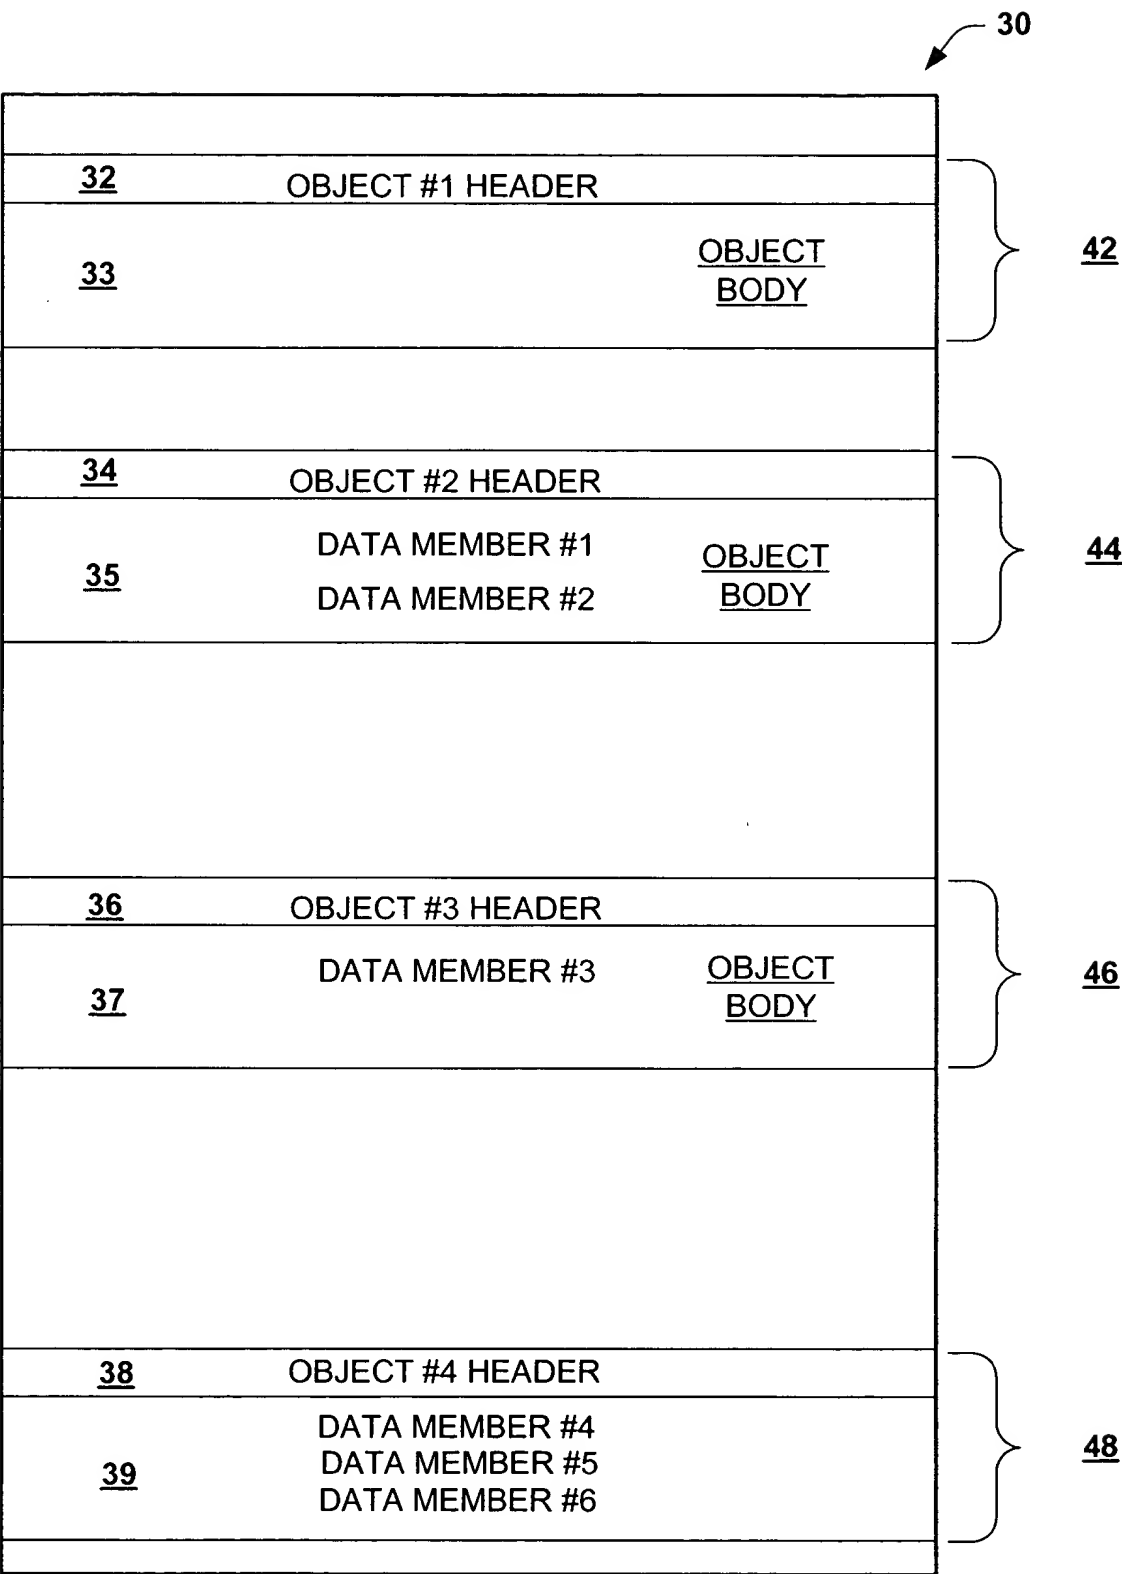 30
32 OBJECT #1 HEADER
33 OBJECT BODY
42
34 OBJECT #2 HEADER
DATA MEMBER #1
35 DATA MEMBER #2
OBJECT
BODY
44
36 OBJECT #3 HEADER
DATA MEMBER #3
37
OBJECT
BODY
46
38 OBJECT #4 HEADER
DATA MEMBER #4
39 DATA MEMBER #5
DATA MEMBER #6
48